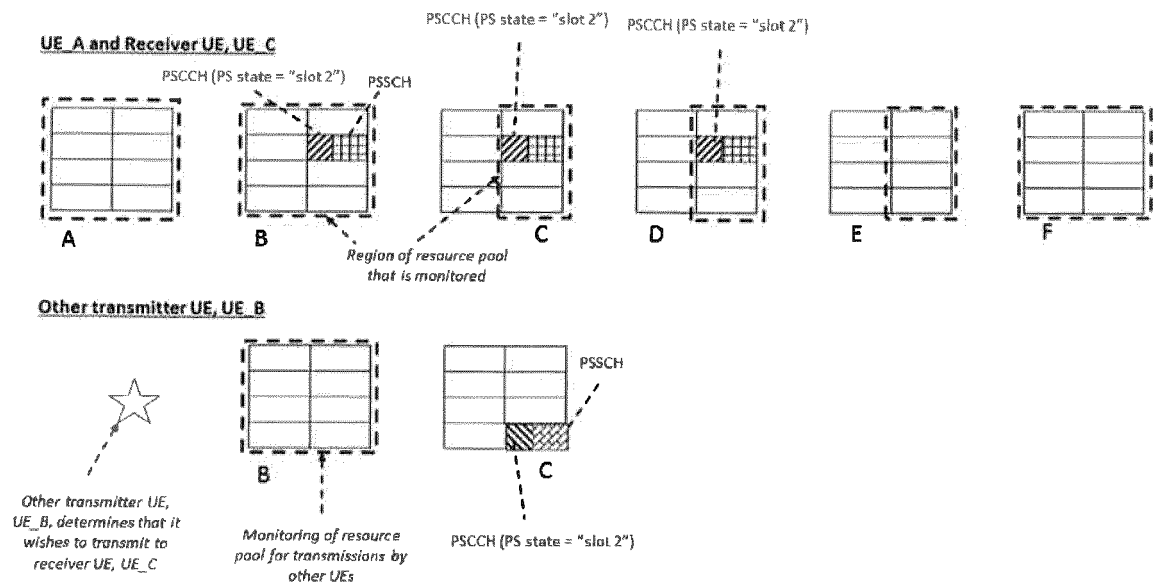 PSCCH (PS state = "slot 2")
PSCCH (PS state = "slot 2")
UE_A and Receiver UE, UE_C
PSCCH (PS state = "slot 2")
PSSCH
A
B
C
D
E
F
Region of resource pool
that is monitored
Other transmitter UE, UE_B
PSSCH
B
C
Other transmitter UE,
UE_B, determines that it
wishes to transmit to
receiver UE, UE_C
Monitoring of resource
pool for transmissions by
other UEs
PSCCH (PS state = "slot 2")